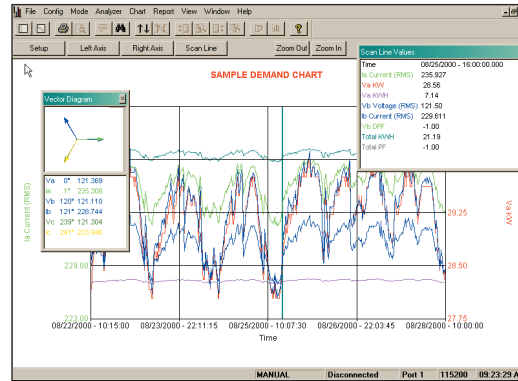 File Config Mode Analyzer Chart Report View Window Help
Setup Left Axis Right Axis Scan Line Zoom Out Zoom In
Scan Line Values
Time 08/25/2000 - 16:00:00.000
Ia Current (RMS) 235.927
Va KW 28.56
Va KWH 7.14
Vb Voltage (RMS) 121.50
Ib Current (RMS) 229.611
Vb DPF -1.00
Total KWH 21.19
Total PF -1.00
SAMPLE DEMAND CHART
Vector Diagram
Va 0° 121.369
Ia 1° 235.308
Vb 120° 121.110
Ib 121° 228.744
Vc 239° 121.304
Ic 241° 233.940
Ia Current (RMS)
229.00
223.00
Va KW
29.25
28.50
27.75
08/22/2000 - 10:15:00 08/23/2000 - 22:11:15 08/25/2000 - 10:07:30 08/26/2000 - 22:03:45 08/28/2000 - 10:00:00
Time
MANUAL Disconnected Port 1 115200 09:23:29 A